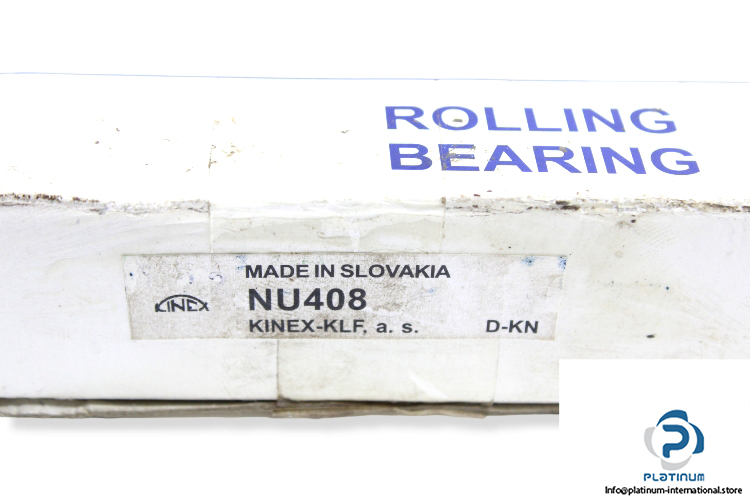 ROLLING
BEARING
MADE IN SLOVAKIA
KINEX
NU408
KINEX-KLF, a. s. D-KN
PLATINUM
Info@platinum-international.store